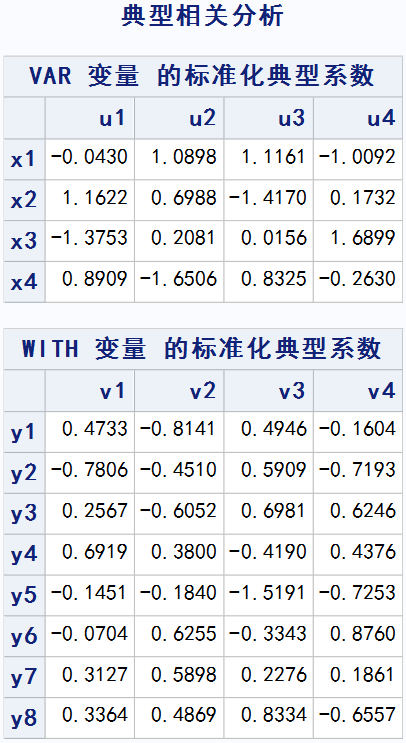 典型相关分析
VAR 变量 的标准化典型系数
u1 u2 u3 u4
x1 -0.0430 1.0898 1.1161 -1.0092
x2 1.1622 0.6988 -1.4170 0.1732
x3 -1.3753 0.2081 0.0156 1.6899
x4 0.8909 -1.6506 0.8325 -0.2630
WITH 变量 的标准化典型系数
v1 v2 v3 v4
y1 0.4733 -0.8141 0.4946 -0.1604
y2 -0.7806 -0.4510 0.5909 -0.7193
y3 0.2567 -0.6052 0.6981 0.6246
y4 0.6919 0.3800 -0.4190 0.4376
y5 -0.1451 -0.1840 -1.5191 -0.7253
y6 -0.0704 0.6255 -0.3343 0.8760
y7 0.3127 0.5898 0.2276 0.1861
y8 0.3364 0.4869 0.8334 -0.6557